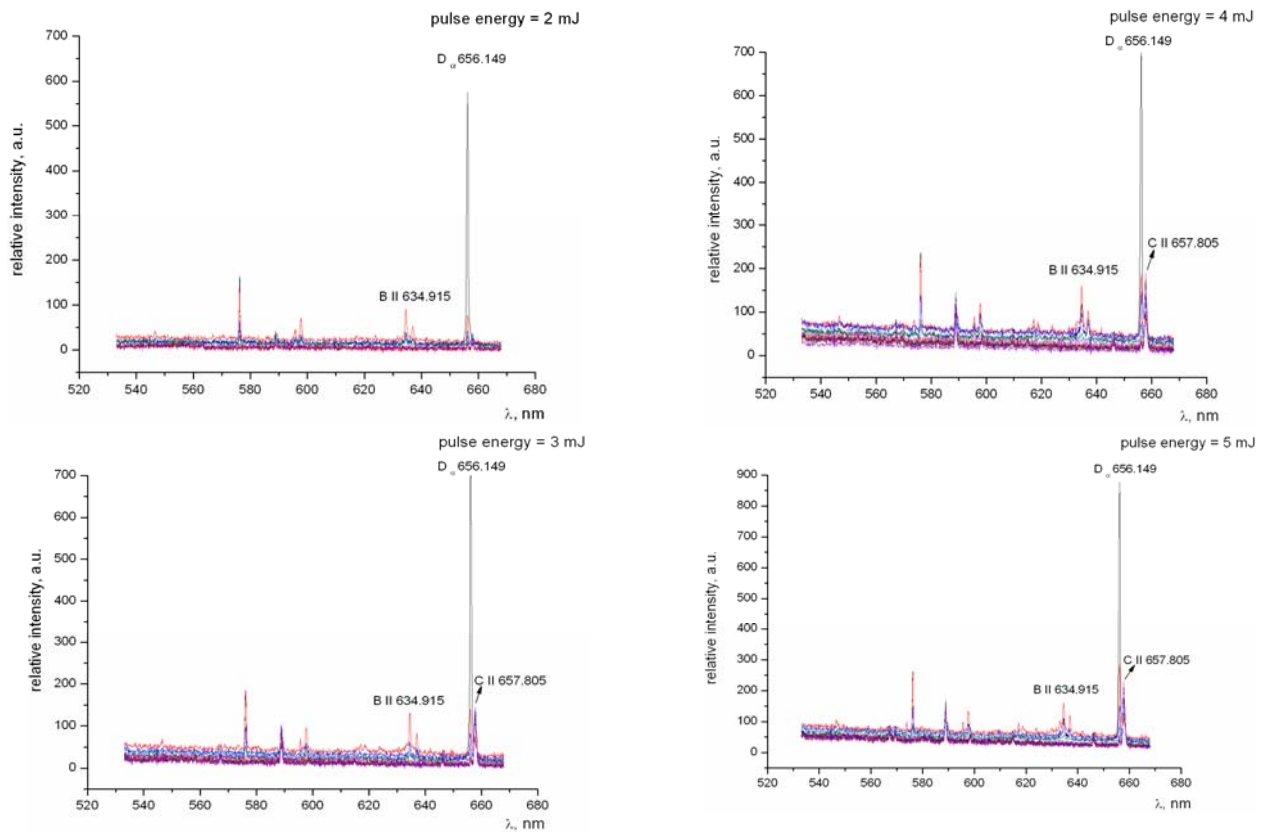 pulse energy = 2 mJ
D α 656.149
B II 634.915
relative intensity, a.u.
700
600
500
400
300
200
100
0
520 540 560 580 600 620 640 660 680
λ, nm
pulse energy = 4 mJ
D α 656.149
C II 657.805
B II 634.915
relative intensity, a.u.
700
600
500
400
300
200
100
0
520 540 560 580 600 620 640 660 680
λ, nm
pulse energy = 3 mJ
D α 656.149
C II 657.805
B II 634.915
relative intensity, a.u.
700
600
500
400
300
200
100
0
520 540 560 580 600 620 640 660 680
λ, nm
pulse energy = 5 mJ
D α 656.149
C II 657.805
B II 634.915
relative intensity, a.u.
900
800
700
600
500
400
300
200
100
0
520 540 560 580 600 620 640 660 680
λ, nm